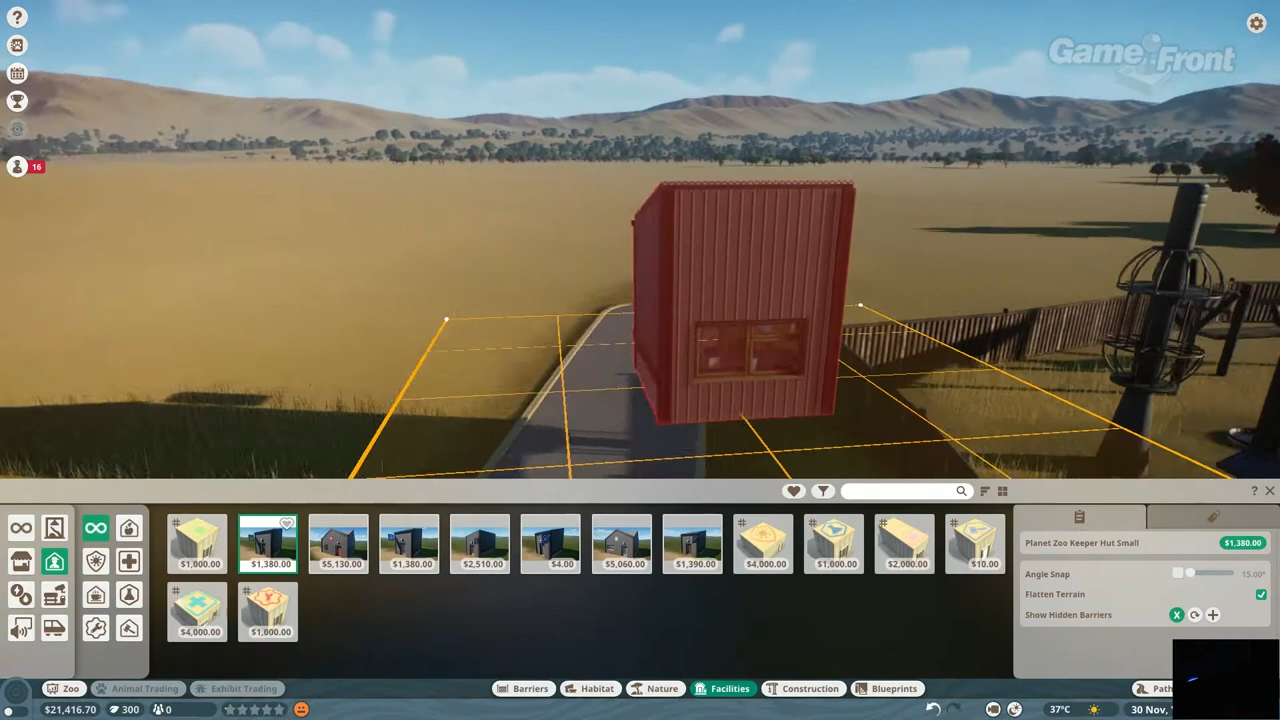 ?
GameFront
16
? X
$1,000.00 $1,380.00 $5,130.00 $1,380.00 $2,510.00 $4.00 $5,060.00 $1,390.00 $4,000.00 $1,000.00 $2,000.00 $10.00
$4,000.00 $1,000.00
Planet Zoo Keeper Hut Small $1,380.00
Angle Snap 15.00°
Flatten Terrain
Show Hidden Barriers
Zoo Animal Trading Exhibit Trading Barriers Habitat Nature Facilities Construction Blueprints Path
$21,416.70 300 0 37°C 30 Nov,